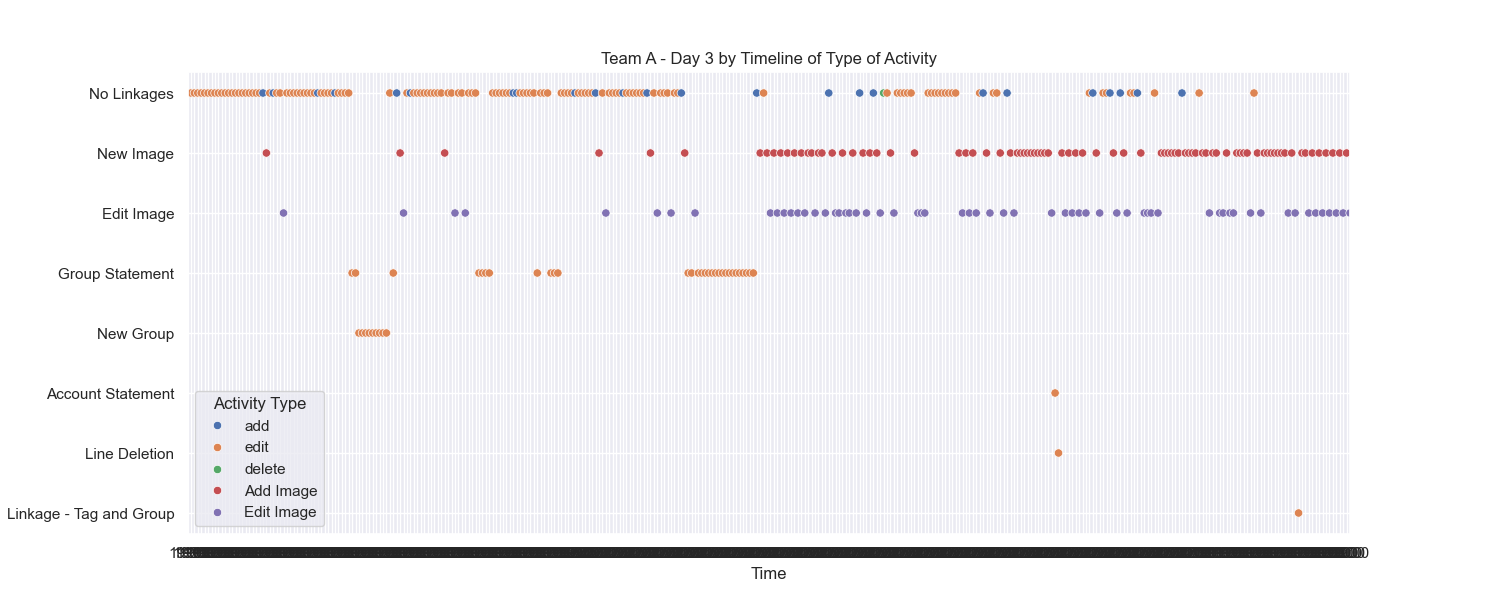 Team A - Day 3 by Timeline of Type of Activity
No Linkages
New Image
Edit Image
Group Statement
New Group
Account Statement
Line Deletion
Linkage - Tag and Group
Activity Type
add
edit
delete
Add Image
Edit Image
Time